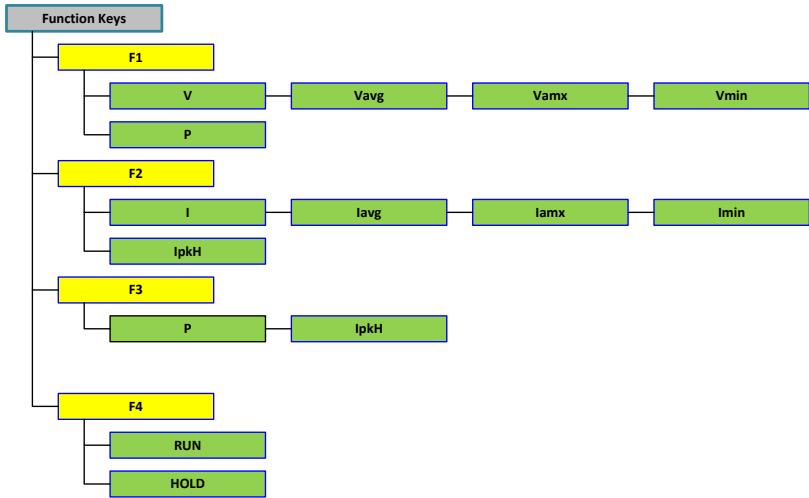 Function Keys
F1
V Vavg Vamx Vmin
P
F2
I Iavg Iamx Imin
IpkH
F3
P IpkH
F4
RUN
HOLD